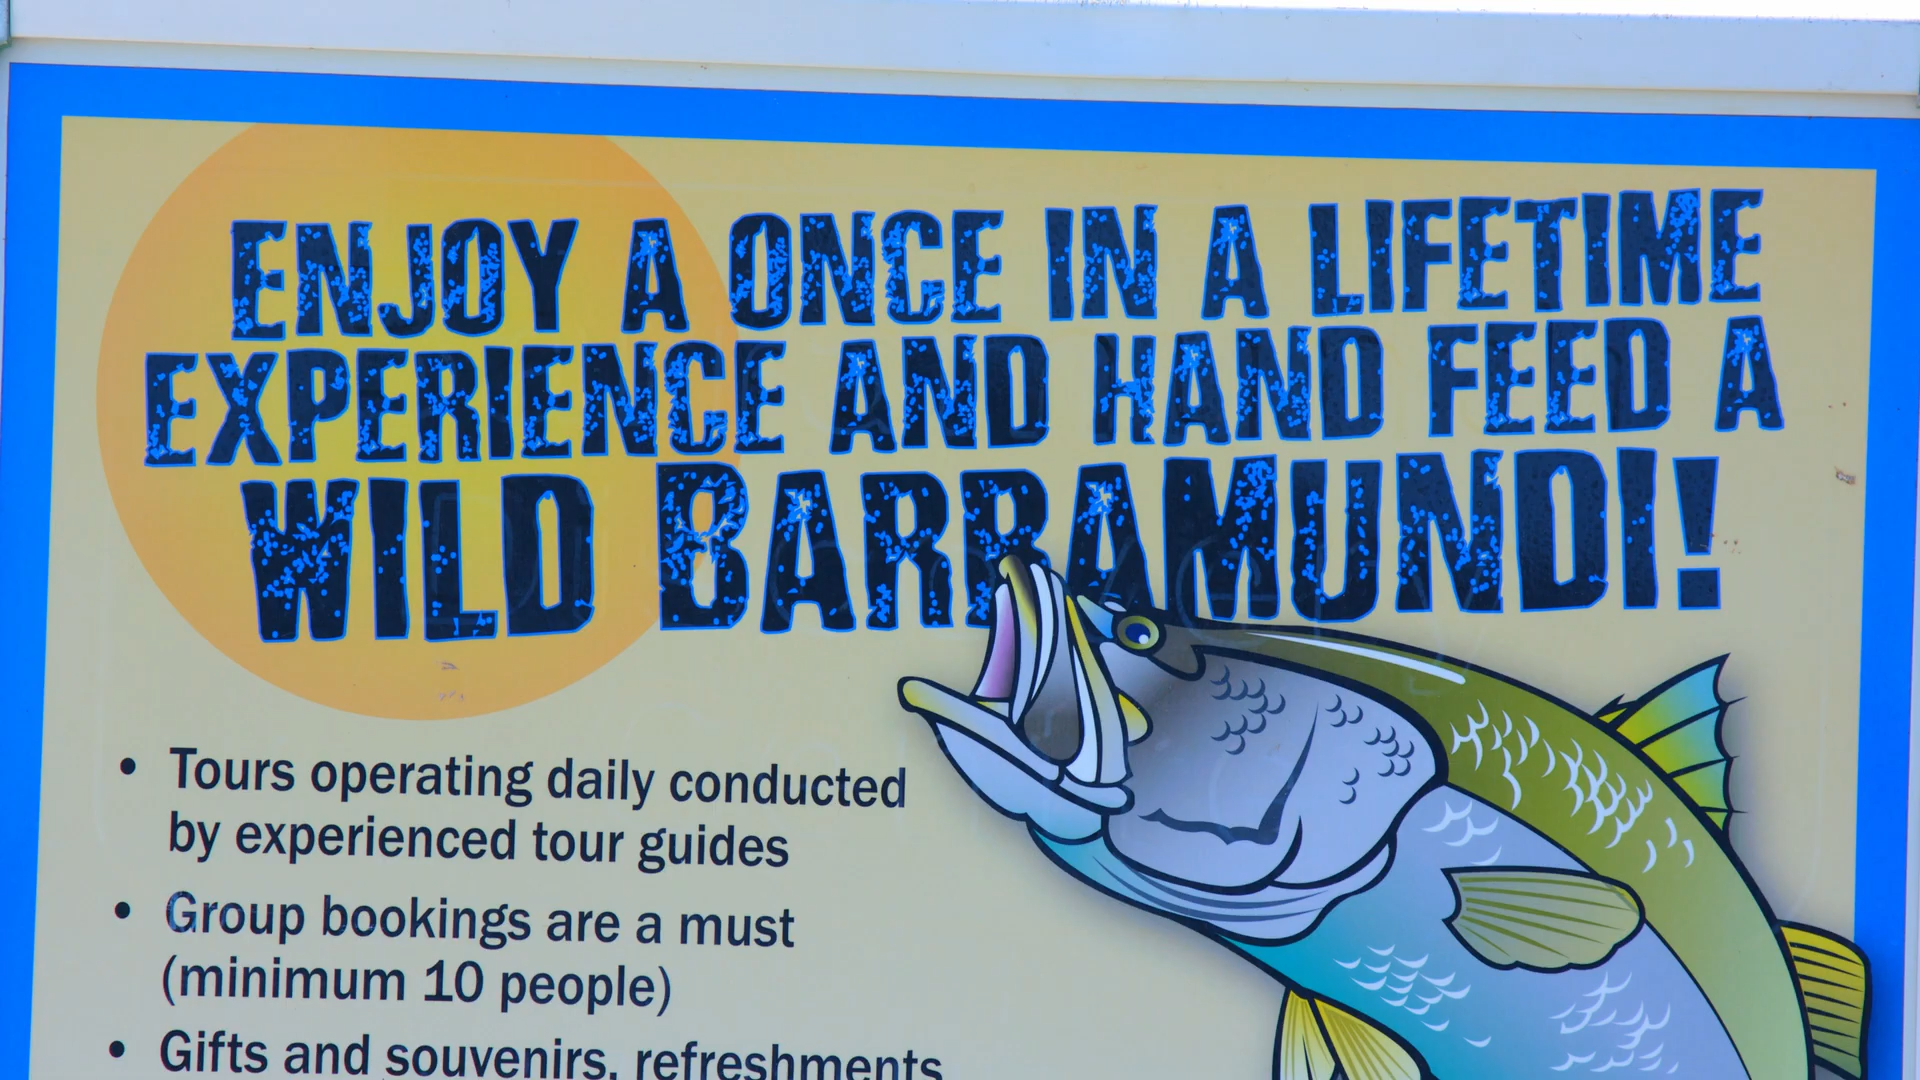 ENJOY A ONCE IN A LIFETIME
EXPERIENCE AND HAND FEED A
WILD BARRAMUNDI!
• Tours operating daily conducted
by experienced tour guides
• Group bookings are a must
(minimum 10 people)
• Gifts and souvenirs, refreshments